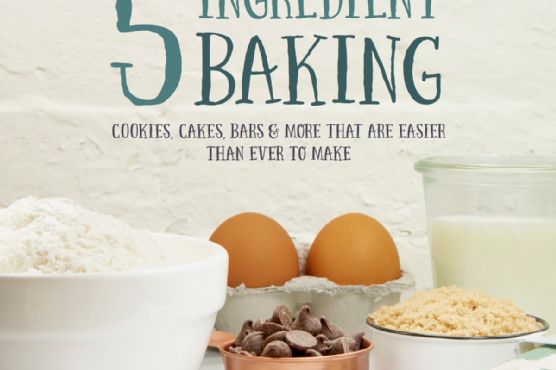 5 INGREDIENT
BAKING
COOKIES, CAKES, BARS & MORE THAT ARE EASIER
THAN EVER TO MAKE